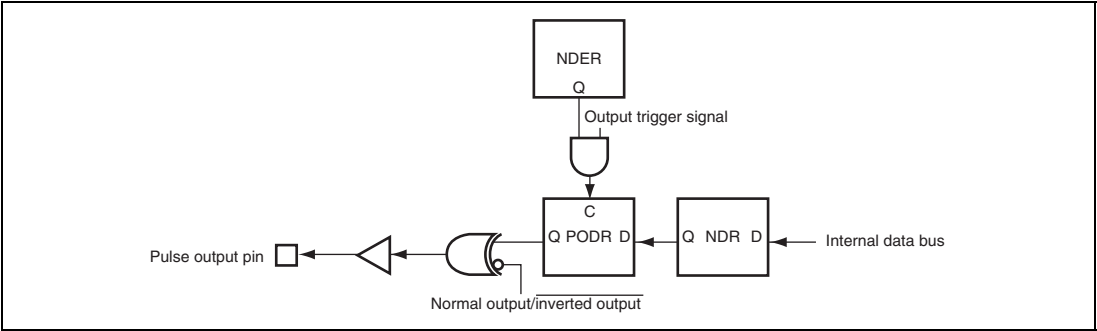 NDER
Q
Output trigger signal
C
Q PODR D
Q NDR D
Internal data bus
Pulse output pin
Normal output/inverted output